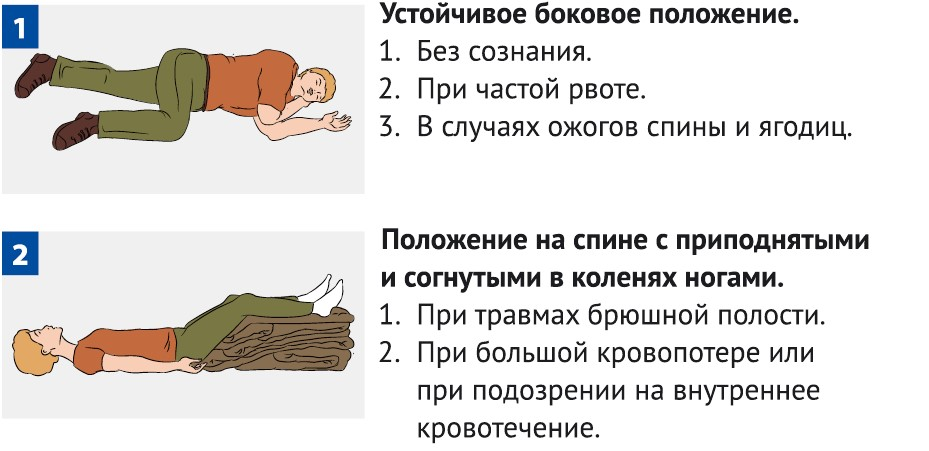 1
Устойчивое боковое положение.
1. Без сознания.
2. При частой рвоте.
3. В случаях ожогов спины и ягодиц.
2
Положение на спине с приподнятыми
и согнутыми в коленях ногами.
1. При травмах брюшной полости.
2. При большой кровопотере или
при подозрении на внутреннее
кровотечение.